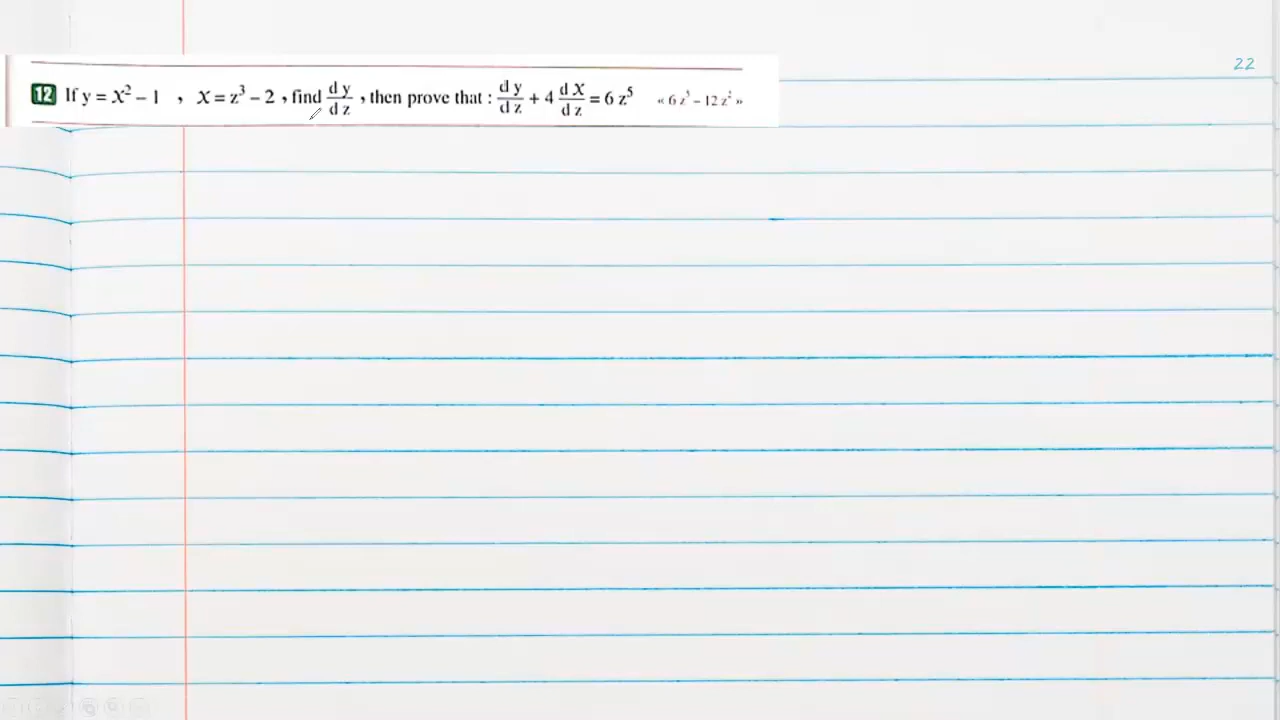 22
12 If y = x² – 1 , x = z³ – 2 , find dy/dz , then prove that : dy/dz + 4 dx/dz = 6 z⁵ « 6 z⁵ – 12 z² »